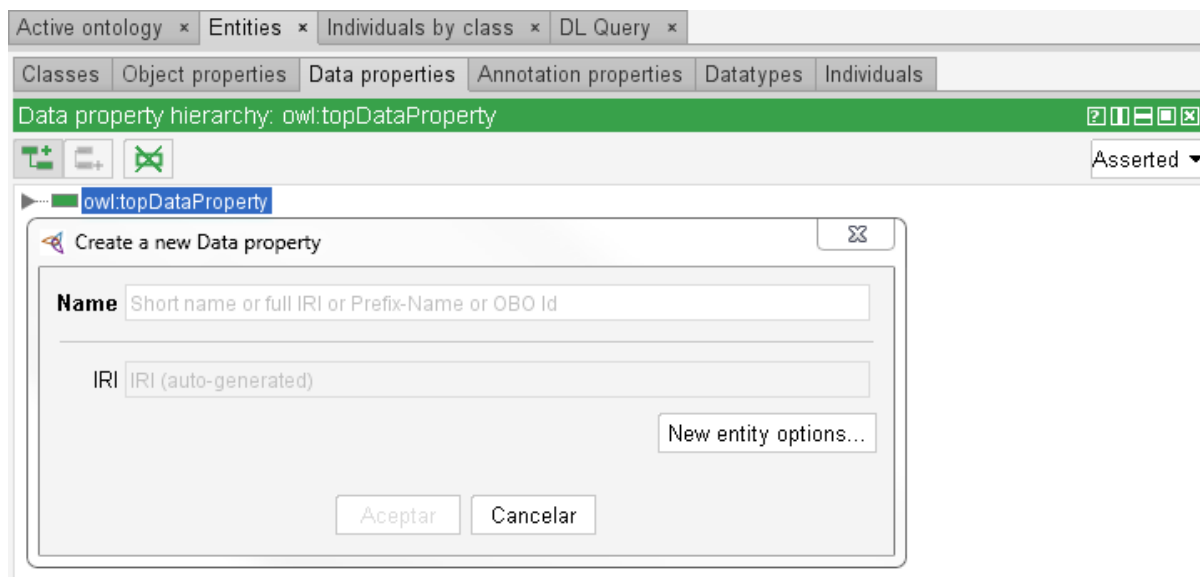 Active ontology × Entities × Individuals by class × DL Query ×
Classes Object properties Data properties Annotation properties Datatypes Individuals
Data property hierarchy: owl:topDataProperty
Asserted
owl:topDataProperty
Create a new Data property
Name Short name or full IRI or Prefix-Name or OBO Id
IRI IRI (auto-generated)
New entity options...
Aceptar Cancelar